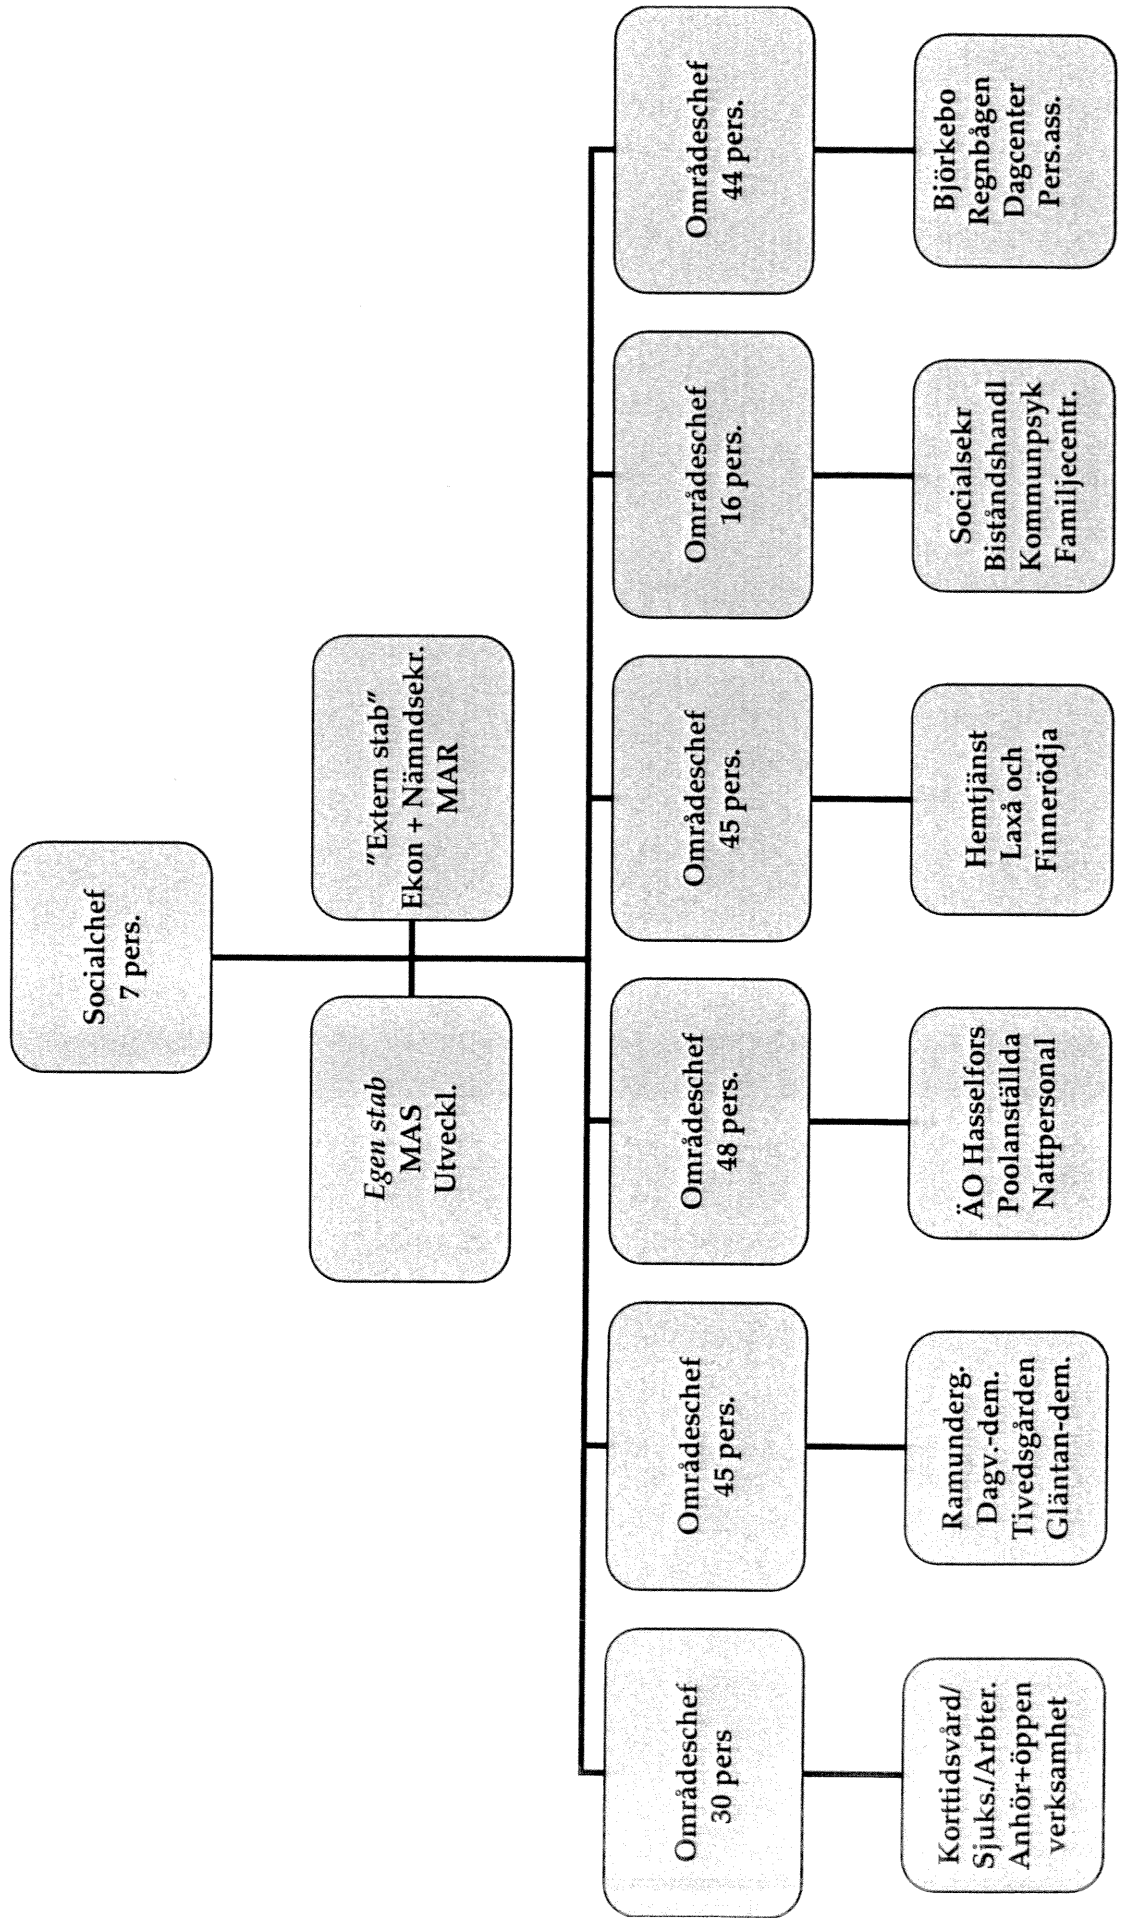 Socialchef
7 pers.
Egen stab
MAS
Utveckl.
"Extern stab"
Ekon + Nämndsekr.
MAR
Områdeschef
30 pers
Områdeschef
45 pers.
Områdeschef
48 pers.
Områdeschef
45 pers.
Områdeschef
16 pers.
Områdeschef
44 pers.
Korttidsvård/
Sjuks./Arbter.
Anhör+öppen
verksamhet
Ramunderg.
Dagv.-dem.
Tivedsgården
Gläntan-dem.
ÄO Hasselfors
Poolanställda
Nattpersonal
Hemtjänst
Laxå och
Finnerödja
Socialsekr
Biståndshandl
Kommunpsyk
Familjecentr.
Björkebo
Regnbågen
Dagcenter
Pers.ass.